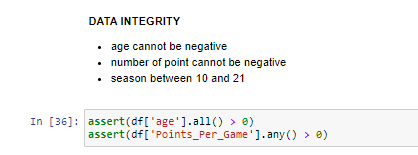 DATA INTEGRITY
• age cannot be negative
• number of point cannot be negative
• season between 10 and 21
In [36]: assert(df['age'].all() > 0)
assert(df['Points_Per_Game'].any() > 0)